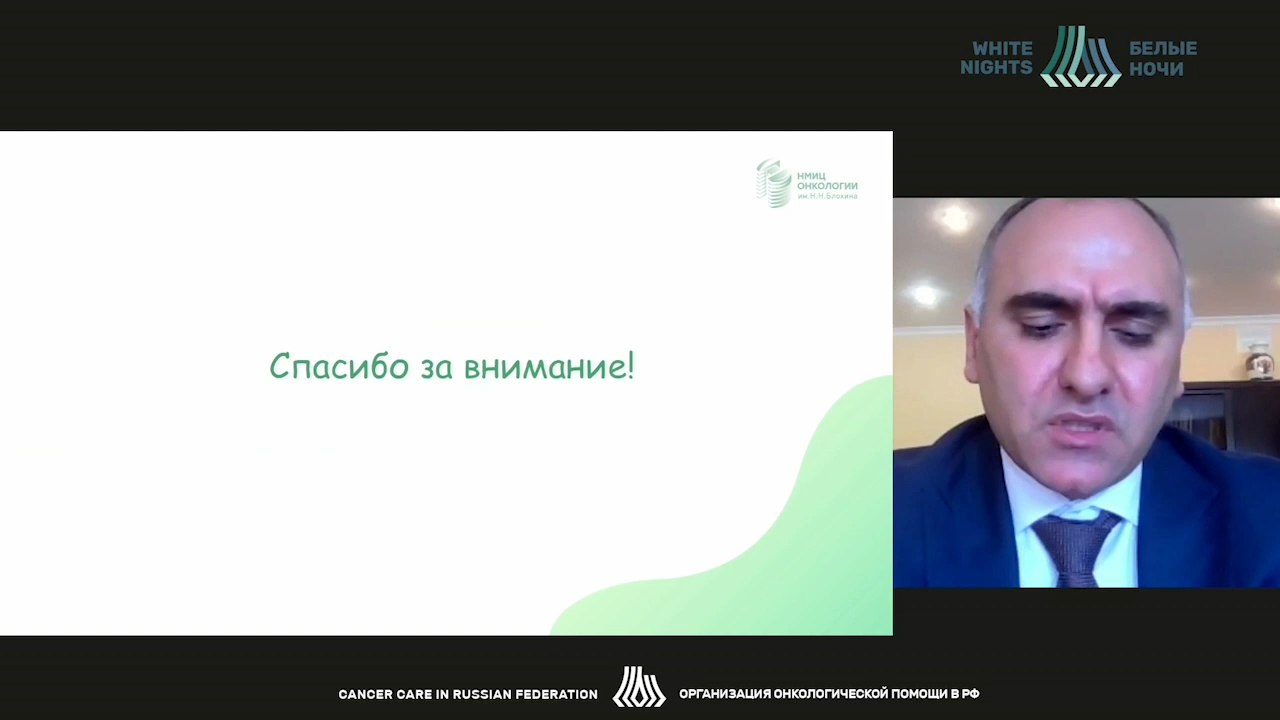 WHITE
NIGHTS
БЕЛЫЕ
НОЧИ
НМИЦ
ОНКОЛОГИИ
им.Н.Н.Блохина
Спасибо за внимание!
CANCER CARE IN RUSSIAN FEDERATION
ОРГАНИЗАЦИЯ ОНКОЛОГИЧЕСКОЙ ПОМОЩИ В РФ